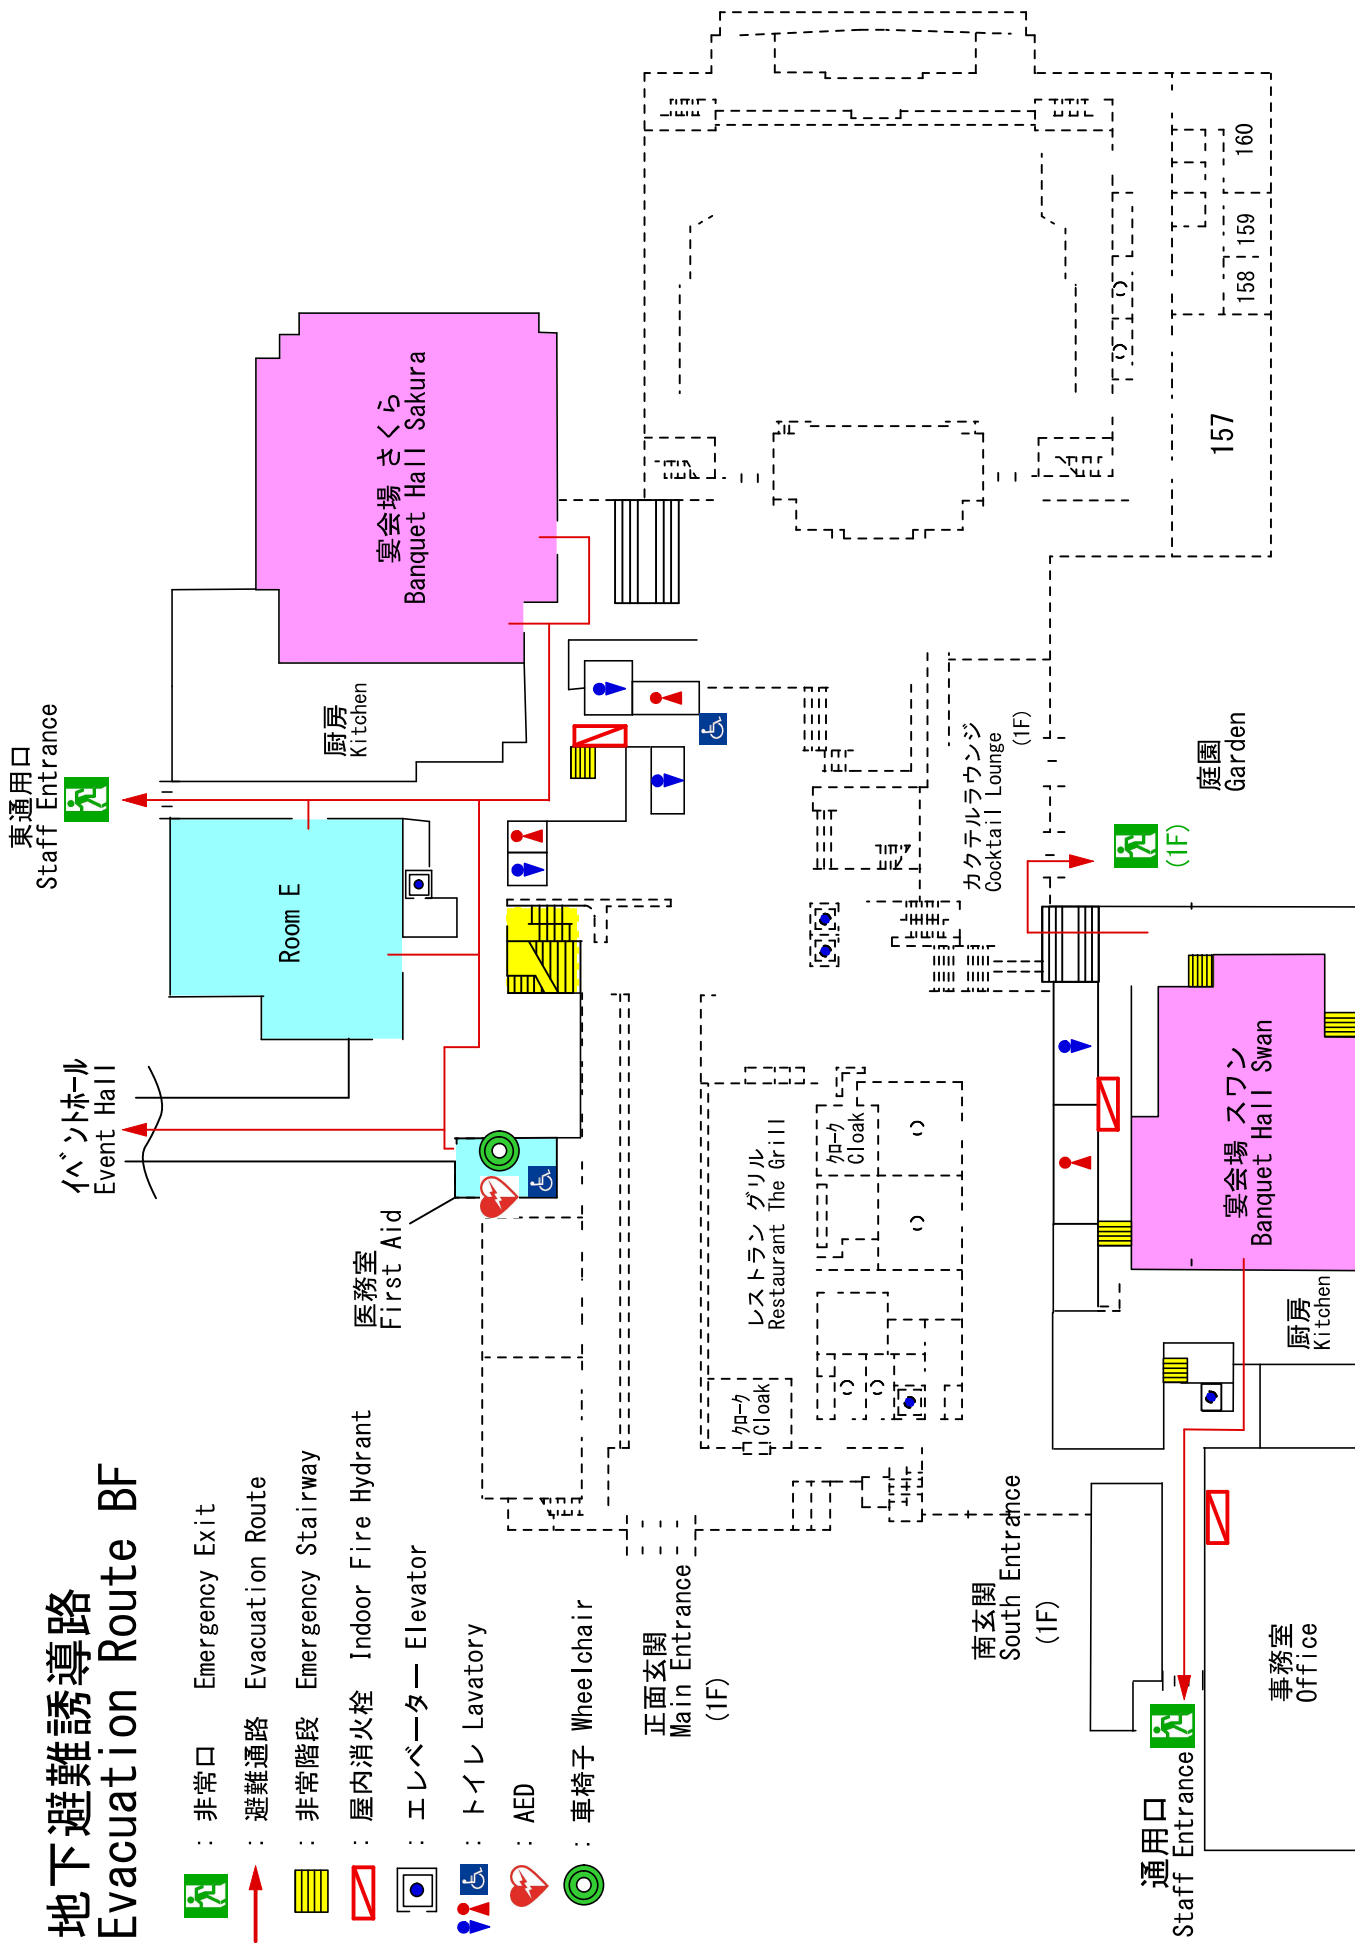 地下避難誘導路
Evacuation Route BF
: 非常口 Emergency Exit
: 避難通路 Evacuation Route
: 非常階段 Emergency Stairway
: 屋内消火栓 Indoor Fire Hydrant
: エレベーター Elevator
: トイレ Lavatory
: AED
: 車椅子 Wheelchair
イベントホール
Event Hall
東通用口
Staff Entrance
Room E
厨房
Kitchen
宴会場 さくら
Banquet Hall Sakura
医務室
First Aid
正面玄関
Main Entrance
(1F)
クローク
Cloak
レストラン グリル
Restaurant The Grill
クローク
Cloak
カクテルラウンジ
Cocktail Lounge
(1F)
南玄関
South Entrance
(1F)
(1F)
庭園
Garden
157
158
159
160
通用口
Staff Entrance
事務室
Office
厨房
Kitchen
宴会場 スワン
Banquet Hall Swan